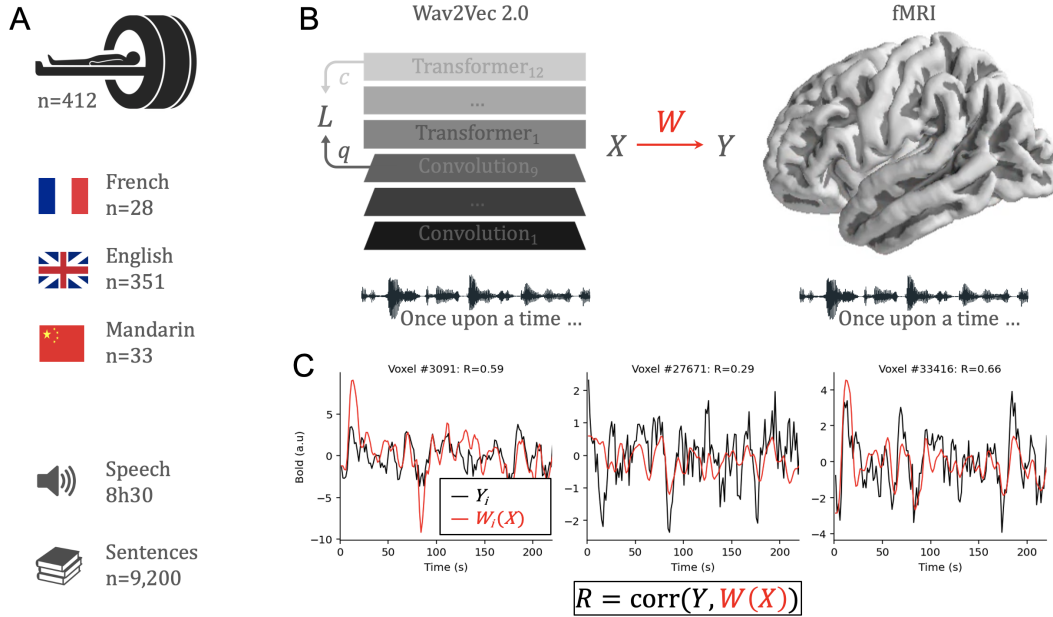 A
n=412
French
n=28
English
n=351
Mandarin
n=33
Speech
8h30
Sentences
n=9,200
B
Wav2Vec 2.0
fMRI
Transformer₁₂
c
...
L
Transformer₁
q
Convolution₉
...
Convolution₁
X
W
Y
Once upon a time ...
Once upon a time ...
C
Voxel #3091: R=0.59
Voxel #27671: R=0.29
Voxel #33416: R=0.66
Bold (a.u)
5
0
−5
−10
Yᵢ
Wᵢ(X)
0 50 100 150 200
Time (s)
2
1
0
−1
−2
0 50 100 150 200
Time (s)
4
2
0
−2
−4
0 50 100 150 200
Time (s)
R = corr(Y, W(X))